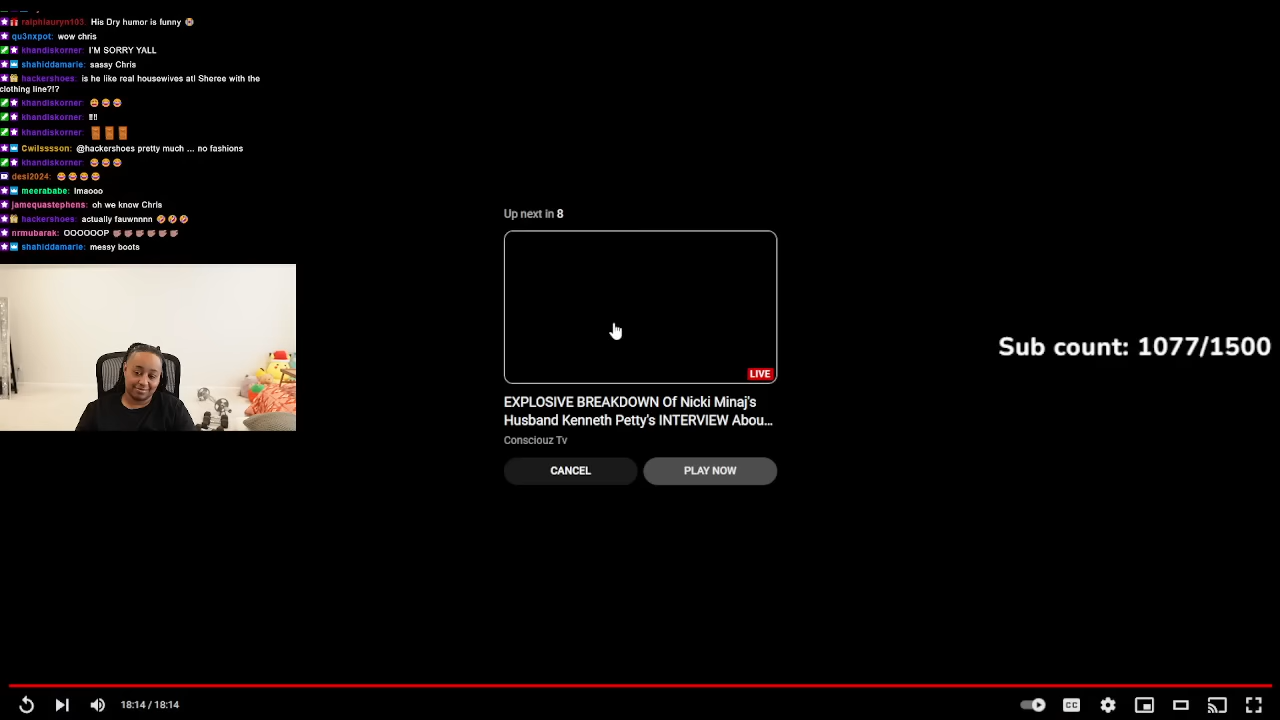 ralphlauryn103: His Dry humor is funny
qu3nxpot: wow chris
khandiskorner: I'M SORRY YALL
shahiddamarie: sassy Chris
hackershoes: is he like real housewives atl Sheree with the
clothing line?!?
khandiskorner:
khandiskorner: !!!!
khandiskorner:
Cwilsssson: @hackershoes pretty much ... no fashions
khandiskorner:
desi2024:
meerababe: lmaooo
jamequastephens: oh we know Chris
hackershoes: actually fauwnnnn
nrmubarak: OOOOOOP
shahiddamarie: messy boots
Up next in 8
LIVE
EXPLOSIVE BREAKDOWN Of Nicki Minaj's
Husband Kenneth Petty's INTERVIEW Abou...
Consciouz Tv
CANCEL
PLAY NOW
Sub count: 1077/1500
18:14 / 18:14
CC